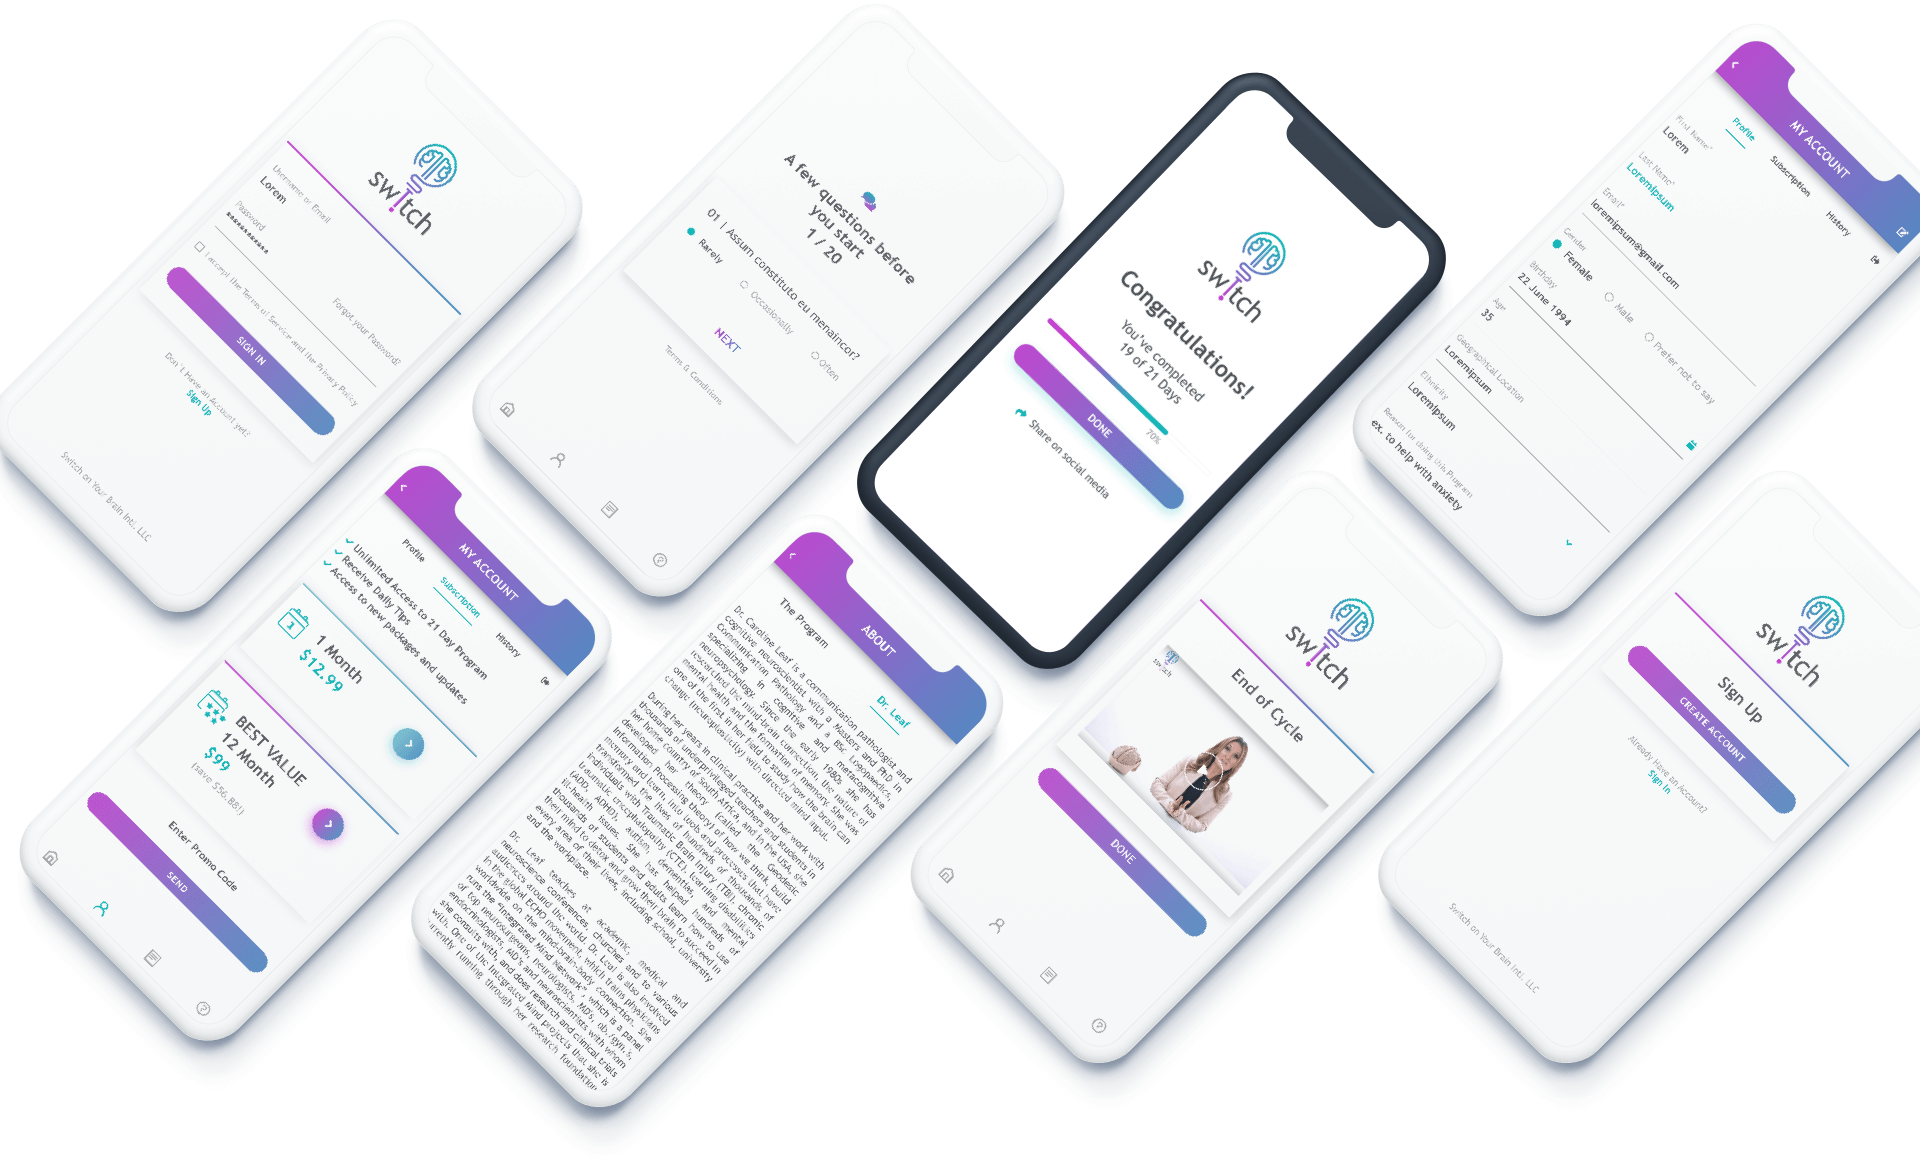 switch
Username or Email
Lorem
Password
***********
Forgot your Password?
I accept the Terms of Service and the Privacy Policy
SIGN IN
Don't Have an Account yet?
Sign Up
Switch on Your Brain Intl, LLC
A few questions before
you start
1 / 20
01 | Assum constituto eu menaincor?
Rarely
Occasionally
Often
NEXT
Terms & Conditions
switch
Congratulations!
You've completed
19 of 21 Days
70%
DONE
Share on social media
MY ACCOUNT
Profile
Subscription
History
First Name*
Lorem
Last Name*
Loremipsum
Email*
loremipsum@gmail.com
Gender
Female
Male
Prefer not to say
Birthday
22 June 1994
Age
35
Geographical Location
Loremipsum
Ethnicity
Loremipsum
Reason for doing this Program
ex. to help with anxiety
MY ACCOUNT
Profile
Subscription
History
Unlimited Access to 21 Day Program
Receive Daily Tips
Access to new packages and updates
1
1 Month
$12.99
BEST VALUE
12 Month
$99
(save $56.88!)
Enter Promo Code
SEND
ABOUT
The Program
Dr. Leaf
Dr. Caroline Leaf is a communication pathologist and
cognitive neuroscientist with a Masters and PhD in
Communication Pathology and a BSc Logopaedics,
specializing in cognitive and metacognitive
neuropsychology. Since the early 1980s she has
researched the mind-brain connection, the nature of
mental health and the formation of memory. She was
one of the first in her field to study how the brain can
change (neuroplasticity) with directed mind input.
During her years in clinical practice and her work with
thousands of underprivileged teachers and students in
her home country of South Africa, and in the USA, she
developed her theory (called the Geodesic
Information Processing theory) of how we think, build
memory and learn, into tools and processes that have
transformed the lives of hundreds of thousands of
individuals with Traumatic Brain Injury (TBI), chronic
traumatic encephalopathy (CTE), learning disabilities
(ADD, ADHD), autism, dementias, and mental
ill-health issues. She has helped hundreds of
thousands of students and adults learn how to use
their mind to detox and grow their brain to succeed in
every area of their lives, including school, university
and the workplace.
Dr. Leaf teaches at academic, medical and
neuroscience conferences, churches and to various
audiences around the world. Dr. Leaf is also involved
in the global ECHO movement, which trains physicians
worldwide on the mind-brain-body connection. She
runs the "Integrated Mind Network", which is a panel
of top neurosurgeons, neurologists, MDs, ob./gyn.s,
endocrinologists, MD's and neuroscientists with whom
she consults with, and does research and clinical trials
with. One of the Integrated Mind projects that she is
currently running, through her research foundation
switch
End of Cycle
switch
DONE
switch
Sign Up
CREATE ACCOUNT
Already Have an Account?
Sign In
Switch on Your Brain Intl, LLC